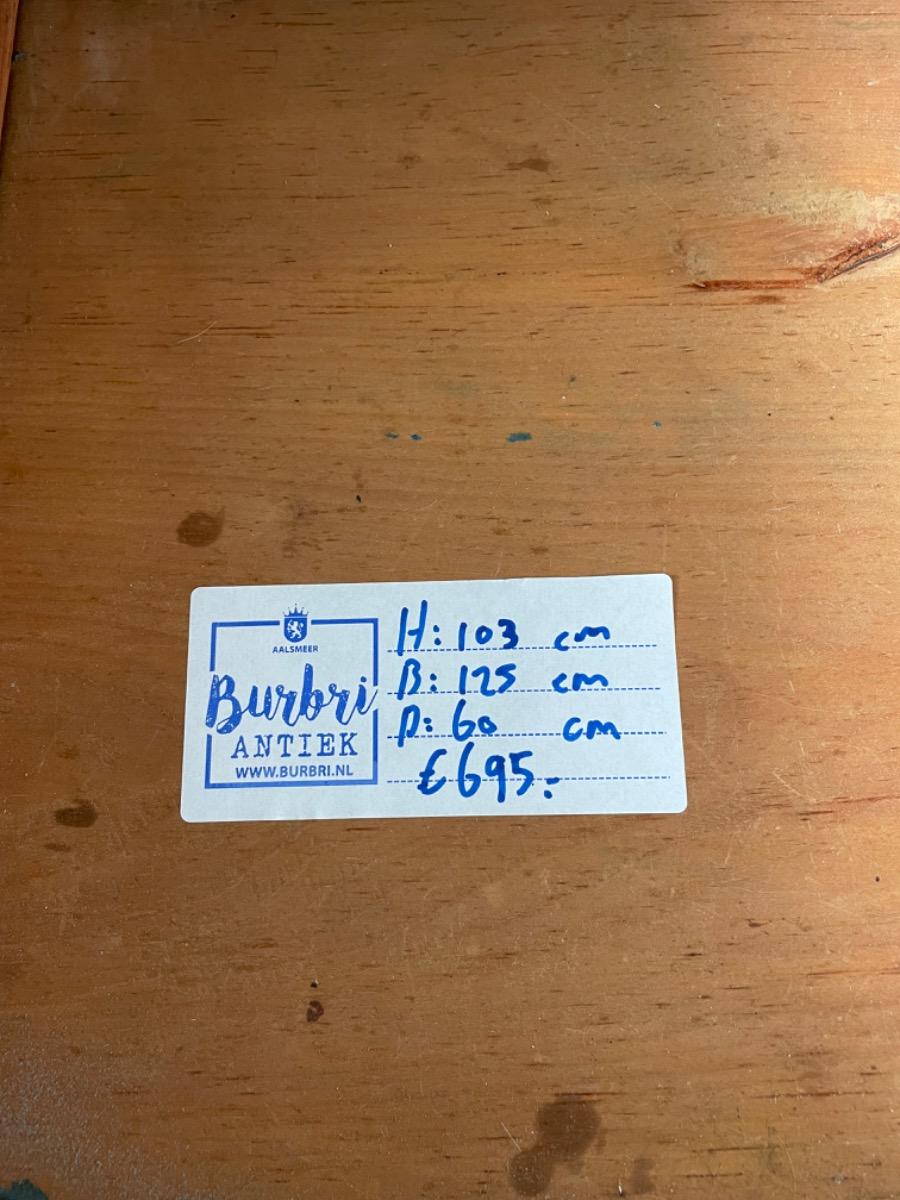 AALSMEER
Burbri
ANTIEK
WWW.BURBRI.NL
H: 103 cm
B: 125 cm
D: 60 cm
€695.-